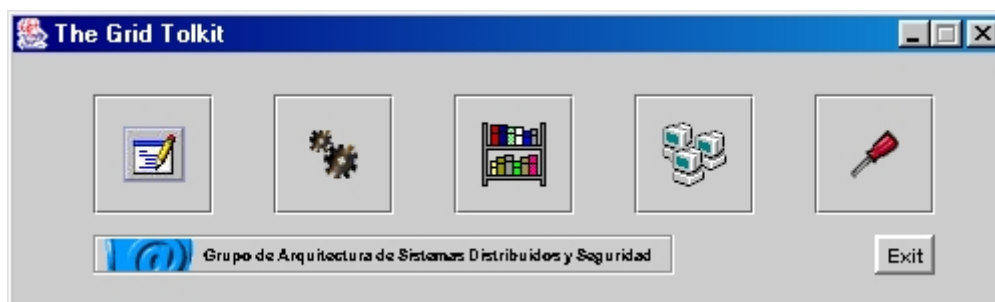 The Grid Tolkit
@ Grupo de Arquitectura de Sistemas Distribuidos y Seguridad
Exit